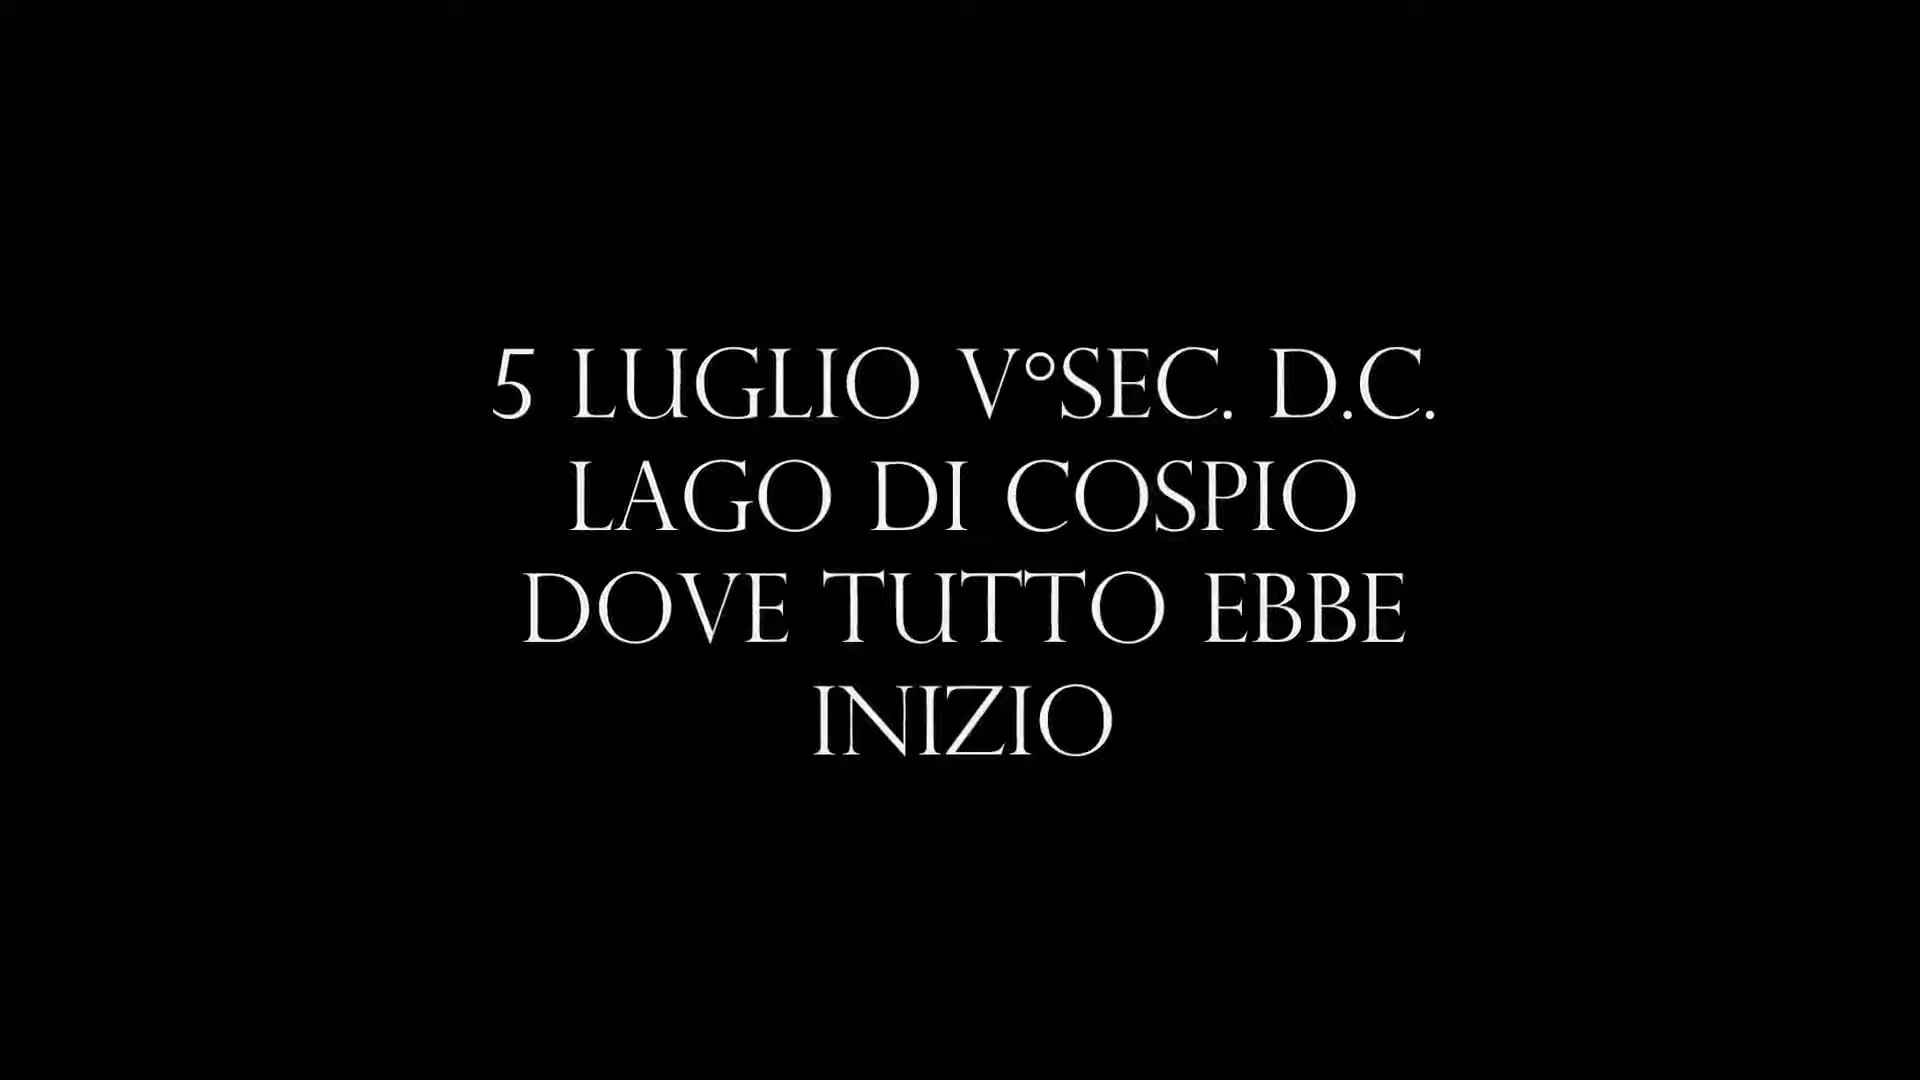 5 LUGLIO V°SEC. D.C.
LAGO DI COSPIO
DOVE TUTTO EBBE
INIZIO